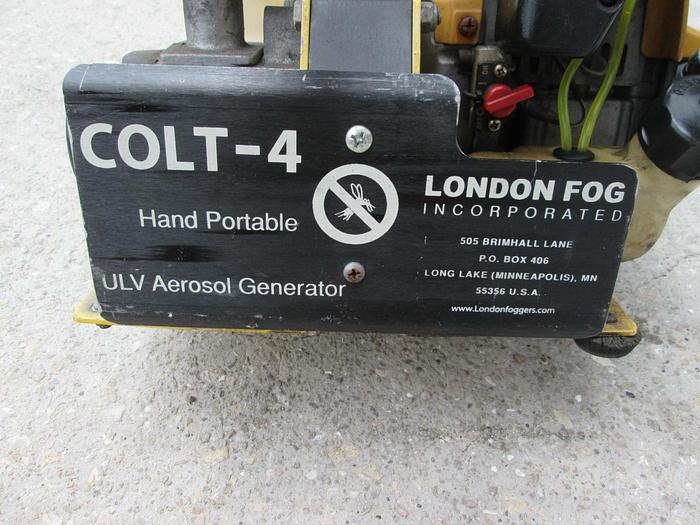 COLT-4
Hand Portable
ULV Aerosol Generator
LONDON FOG
INCORPORATED
505 BRIMHALL LANE
P.O. BOX 406
LONG LAKE (MINNEAPOLIS), MN
55356 U.S.A.
www.Londonfoggers.com